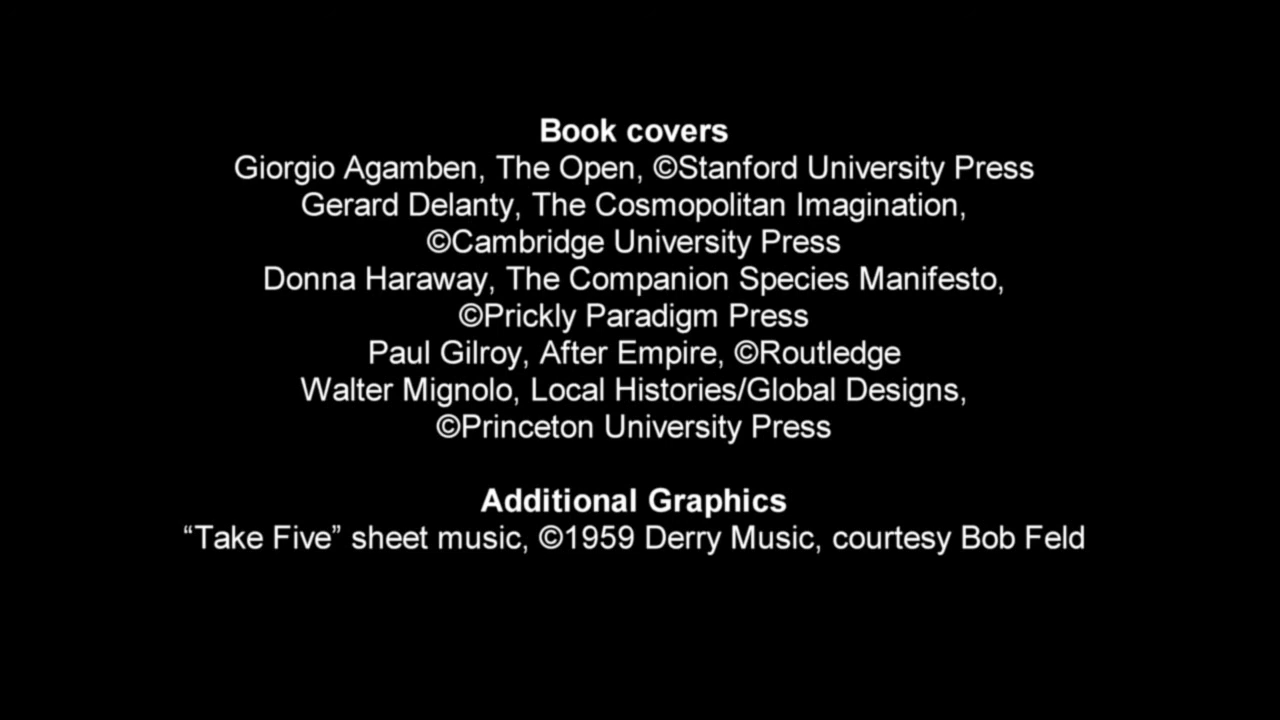 Book covers
Giorgio Agamben, The Open, ©Stanford University Press
Gerard Delanty, The Cosmopolitan Imagination,
©Cambridge University Press
Donna Haraway, The Companion Species Manifesto,
©Prickly Paradigm Press
Paul Gilroy, After Empire, ©Routledge
Walter Mignolo, Local Histories/Global Designs,
©Princeton University Press
Additional Graphics
“Take Five” sheet music, ©1959 Derry Music, courtesy Bob Feld